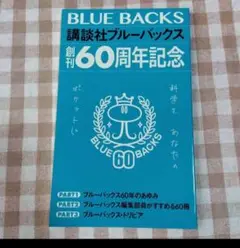 BLUE BACKS
講談社ブルーバックス
創刊60周年記念
科学を あなたの
ポケットに
BLUE 60 BACKS
PART1 ブルーバックス60年のあゆみ
PART2 ブルーバックス編集部員がすすめる60冊
PART3 ブルーバックス・トリビア